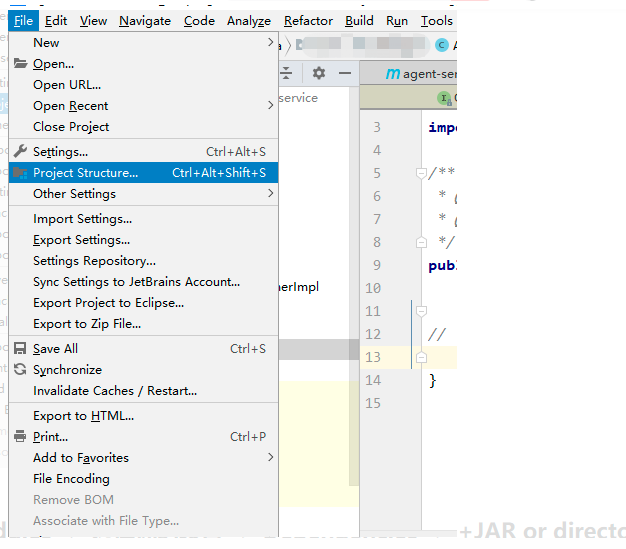 File Edit View Navigate Code Analyze Refactor Build Run Tools
New
Open...
Open URL...
Open Recent
Close Project
Settings... Ctrl+Alt+S
Project Structure... Ctrl+Alt+Shift+S
Other Settings
Import Settings...
Export Settings...
Settings Repository...
Sync Settings to JetBrains Account...
Export Project to Eclipse...
Export to Zip File...
Save All Ctrl+S
Synchronize
Invalidate Caches / Restart...
Export to HTML...
Print... Ctrl+P
Add to Favorites
File Encoding
Remove BOM
Associate with File Type...
service
nerImpl
m agent-ser
3 impo
4
5 /**
6 *
7 *
8 */
9 publ
10
11
12 //
13
14 }
15
+JAR or directo